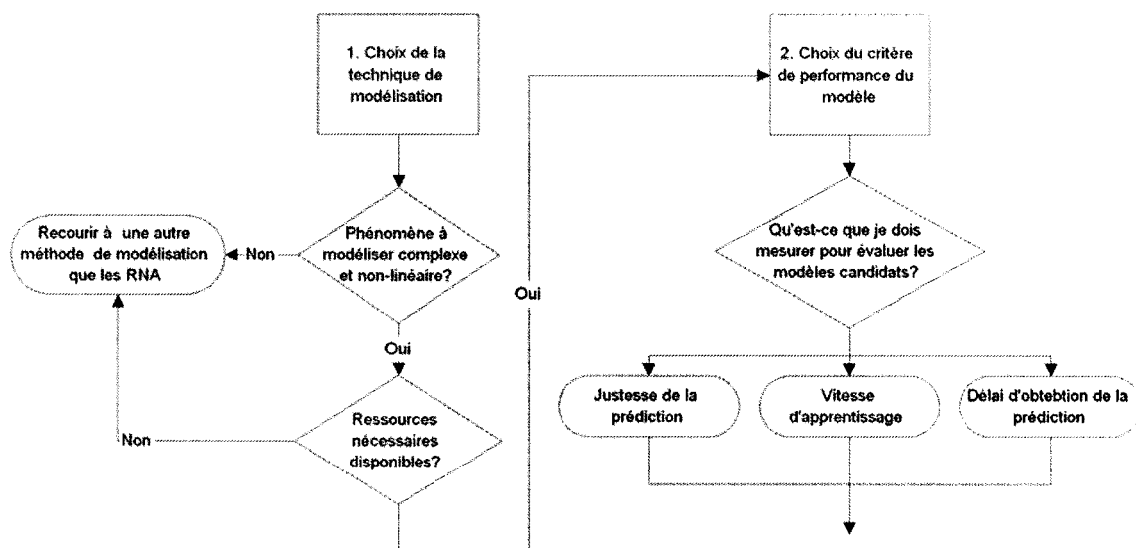 1. Choix de la
technique de
modélisation
Phénomène à
modéliser complexe
et non-linéaire?
Non
Recourir à une autre
méthode de modélisation
que les RNA
Oui
Ressources
nécessaires
disponibles?
Non
Oui
2. Choix du critère
de performance du
modèle
Qu'est-ce que je dois
mesurer pour évaluer les
modèles candidats?
Justesse de la
prédiction
Vitesse
d'apprentissage
Délai d'obtebtion de la
prédiction